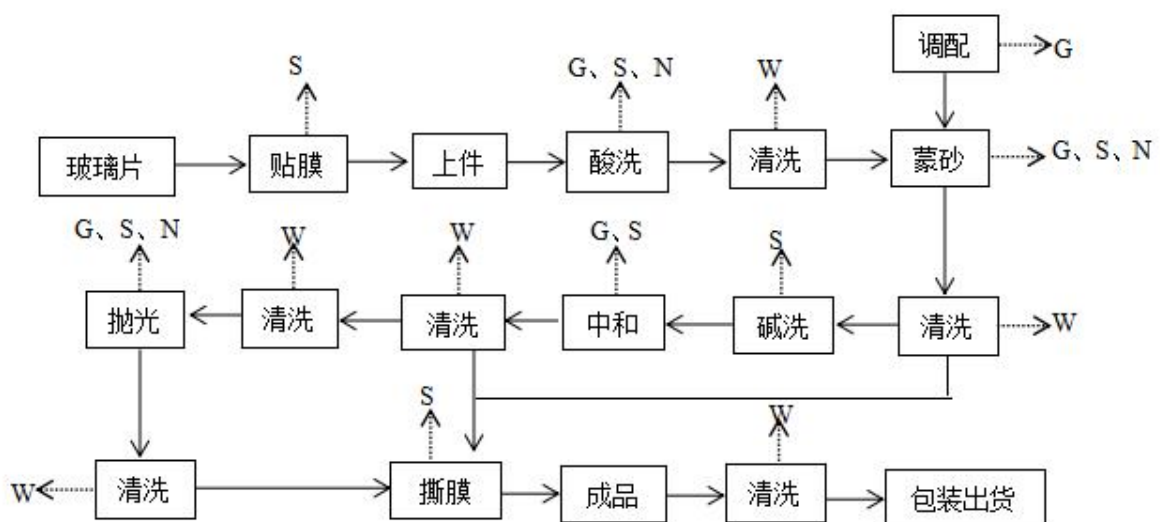 调配
G
S
G、S、N
W
玻璃片
贴膜
上件
酸洗
清洗
蒙砂
G、S、N
G、S、N
W
W
G、S
S
抛光
清洗
清洗
中和
碱洗
清洗
W
S
W
W
清洗
撕膜
成品
清洗
包装出货